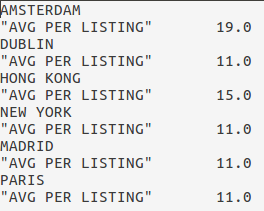 AMSTERDAM
"AVG PER LISTING" 19.0
DUBLIN
"AVG PER LISTING" 11.0
HONG KONG
"AVG PER LISTING" 15.0
NEW YORK
"AVG PER LISTING" 11.0
MADRID
"AVG PER LISTING" 11.0
PARIS
"AVG PER LISTING" 11.0